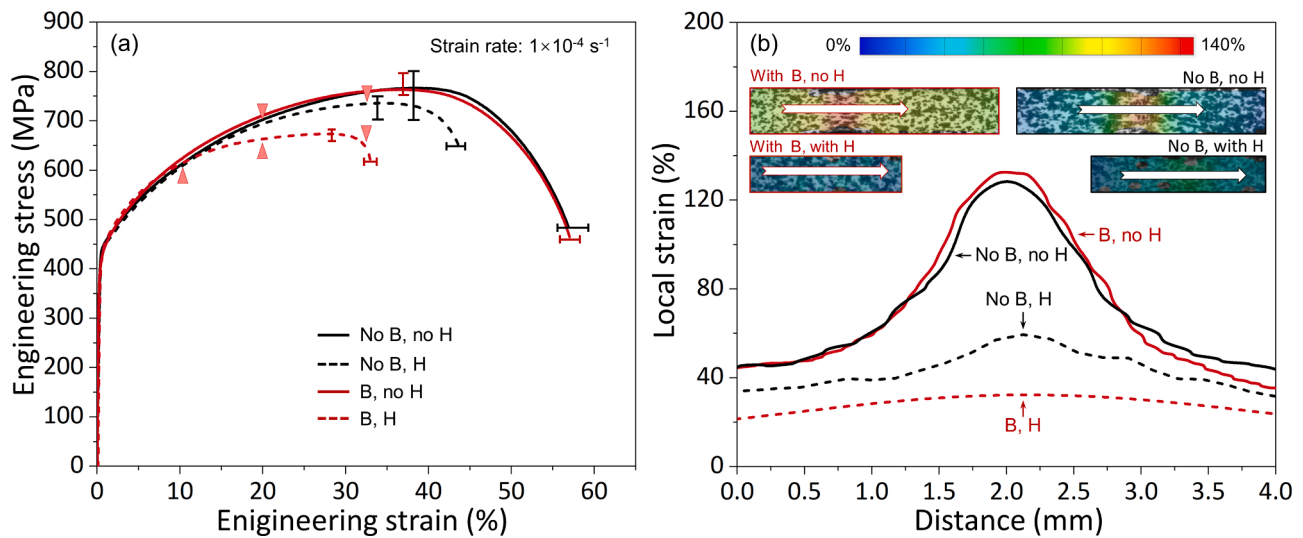 (a)
Strain rate: 1×10⁻⁴ s⁻¹
900
800
700
600
500
400
300
200
100
0
Engineering stress (MPa)
No B, no H
No B, H
B, no H
B, H
0 10 20 30 40 50 60
Enigineering strain (%)
(b)
0% 140%
With B, no H
No B, no H
With B, with H
No B, with H
200
160
120
80
40
0
Local strain (%)
B, no H
No B, no H
No B, H
B, H
0.0 0.5 1.0 1.5 2.0 2.5 3.0 3.5 4.0
Distance (mm)